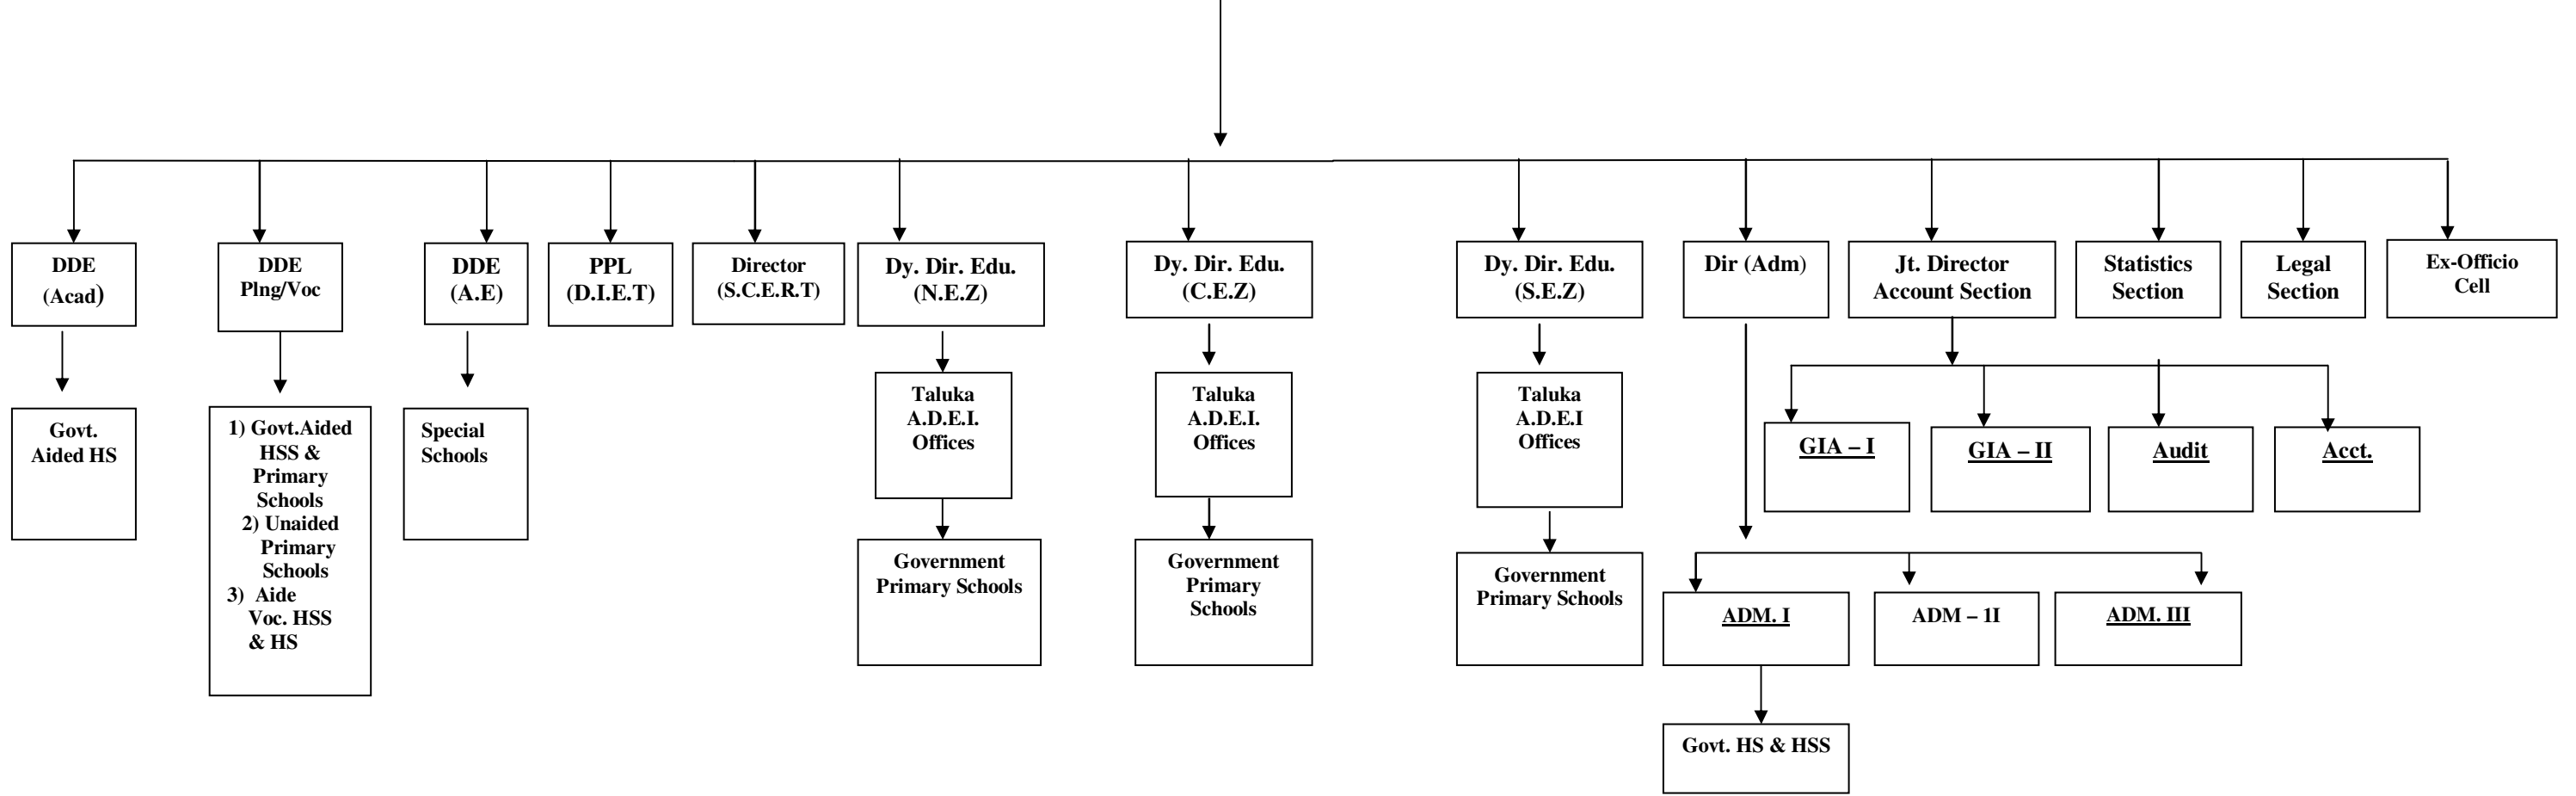 DDE
(Acad)
DDE
Plng/Voc
DDE
(A.E)
PPL
(D.I.E.T)
Director
(S.C.E.R.T)
Dy. Dir. Edu.
(N.E.Z)
Dy. Dir. Edu.
(C.E.Z)
Dy. Dir. Edu.
(S.E.Z)
Dir (Adm)
Jt. Director
Account Section
Statistics
Section
Legal
Section
Ex-Officio
Cell
Govt.
Aided HS
1) Govt.Aided
HSS &
Primary
Schools
2) Unaided
Primary
Schools
3) Aide
Voc. HSS
& HS
Special
Schools
Taluka
A.D.E.I.
Offices
Taluka
A.D.E.I.
Offices
Taluka
A.D.E.I
Offices
GIA – I
GIA – II
Audit
Acct.
Government
Primary Schools
Government
Primary
Schools
Government
Primary Schools
ADM. I
ADM – 1I
ADM. III
Govt. HS & HSS